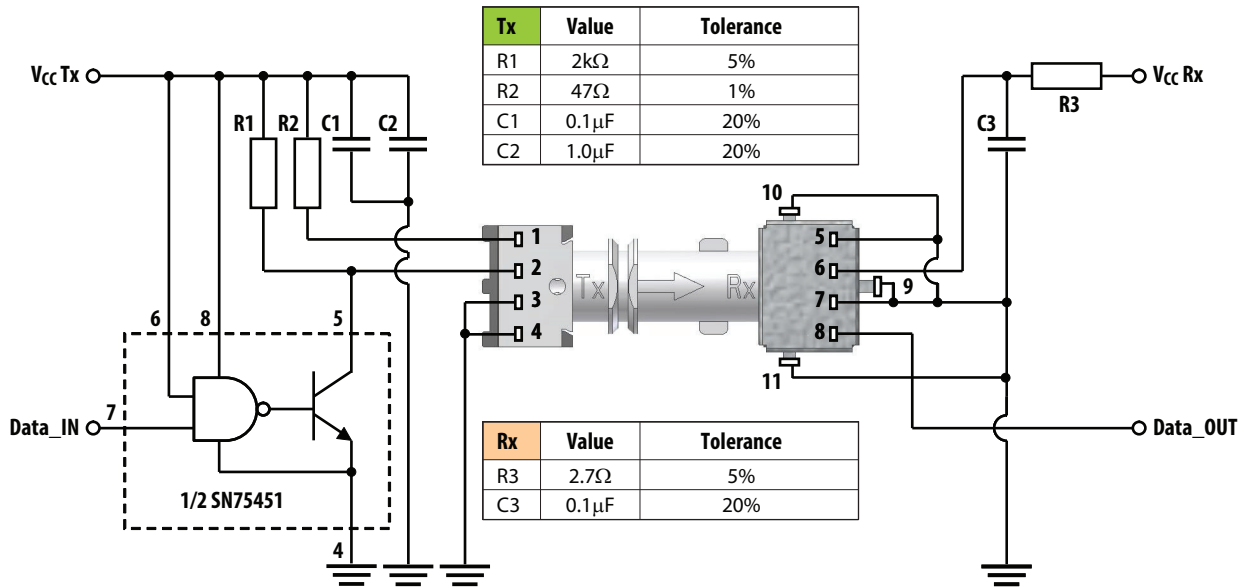 Tx Value Tolerance
R1 2kΩ 5%
R2 47Ω 1%
C1 0.1μF 20%
C2 1.0μF 20%
VCC Tx
R1 R2 C1 C2
VCC Rx
R3
C3
10
1
2
3
4
Tx
Rx
5
6
7
8
9
11
6 8 5
7
Data_IN
1/2 SN75451
4
Data_OUT
Rx Value Tolerance
R3 2.7Ω 5%
C3 0.1μF 20%